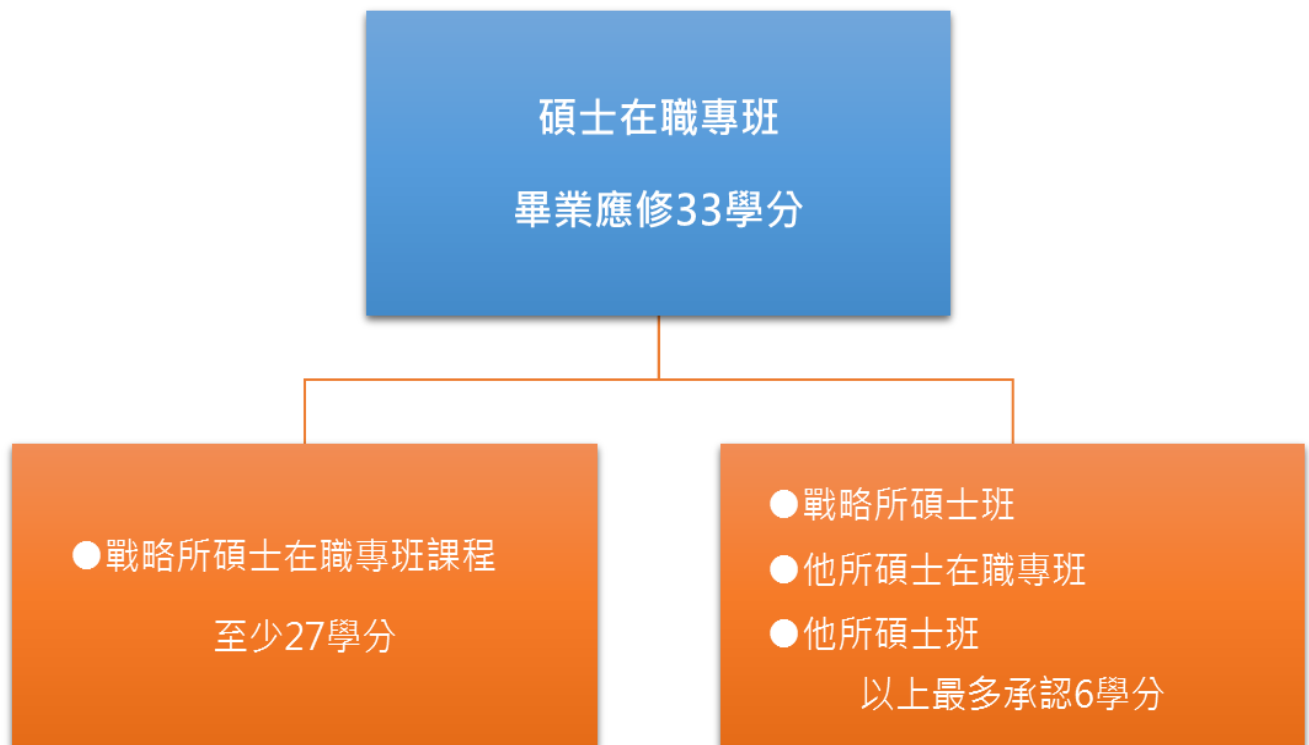 碩士在職專班
畢業應修33學分
●戰略所碩士在職專班課程
至少27學分
●戰略所碩士班
●他所碩士在職專班
●他所碩士班
以上最多承認6學分